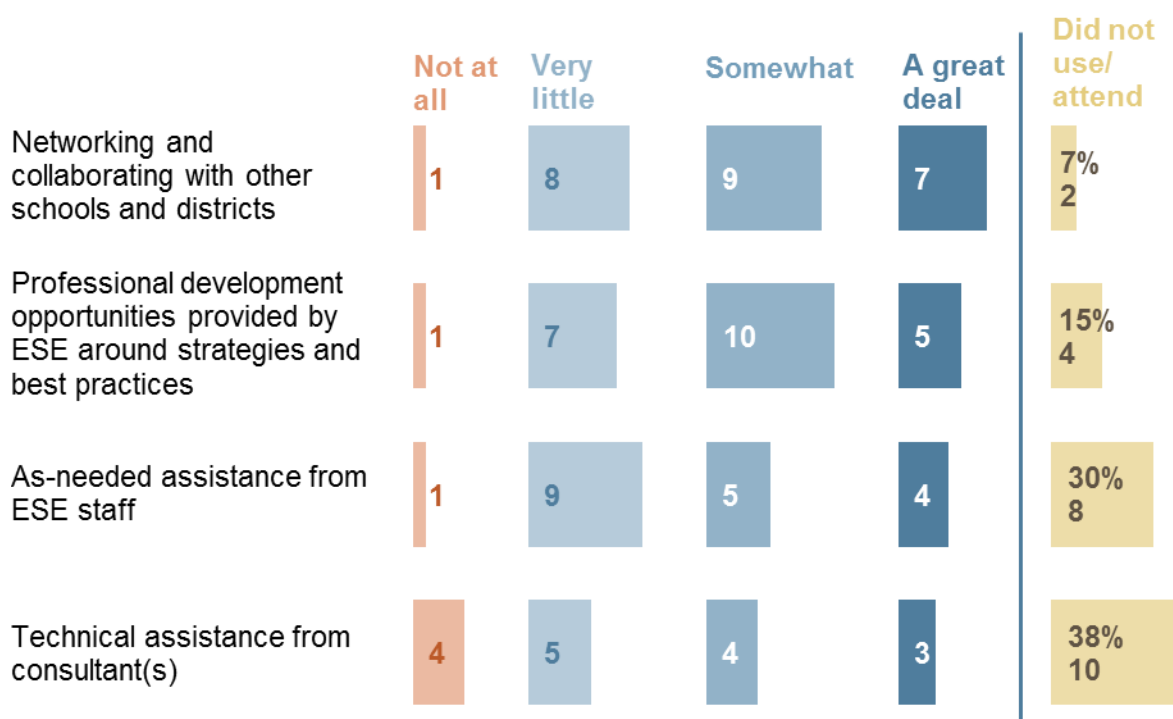 Not at all
Very little
Somewhat
A great deal
Did not use/ attend
Networking and
collaborating with other
schools and districts
1
8
9
7
7%
2
Professional development
opportunities provided by
ESE around strategies and
best practices
1
7
10
5
15%
4
As-needed assistance from
ESE staff
1
9
5
4
30%
8
Technical assistance from
consultant(s)
4
5
4
3
38%
10